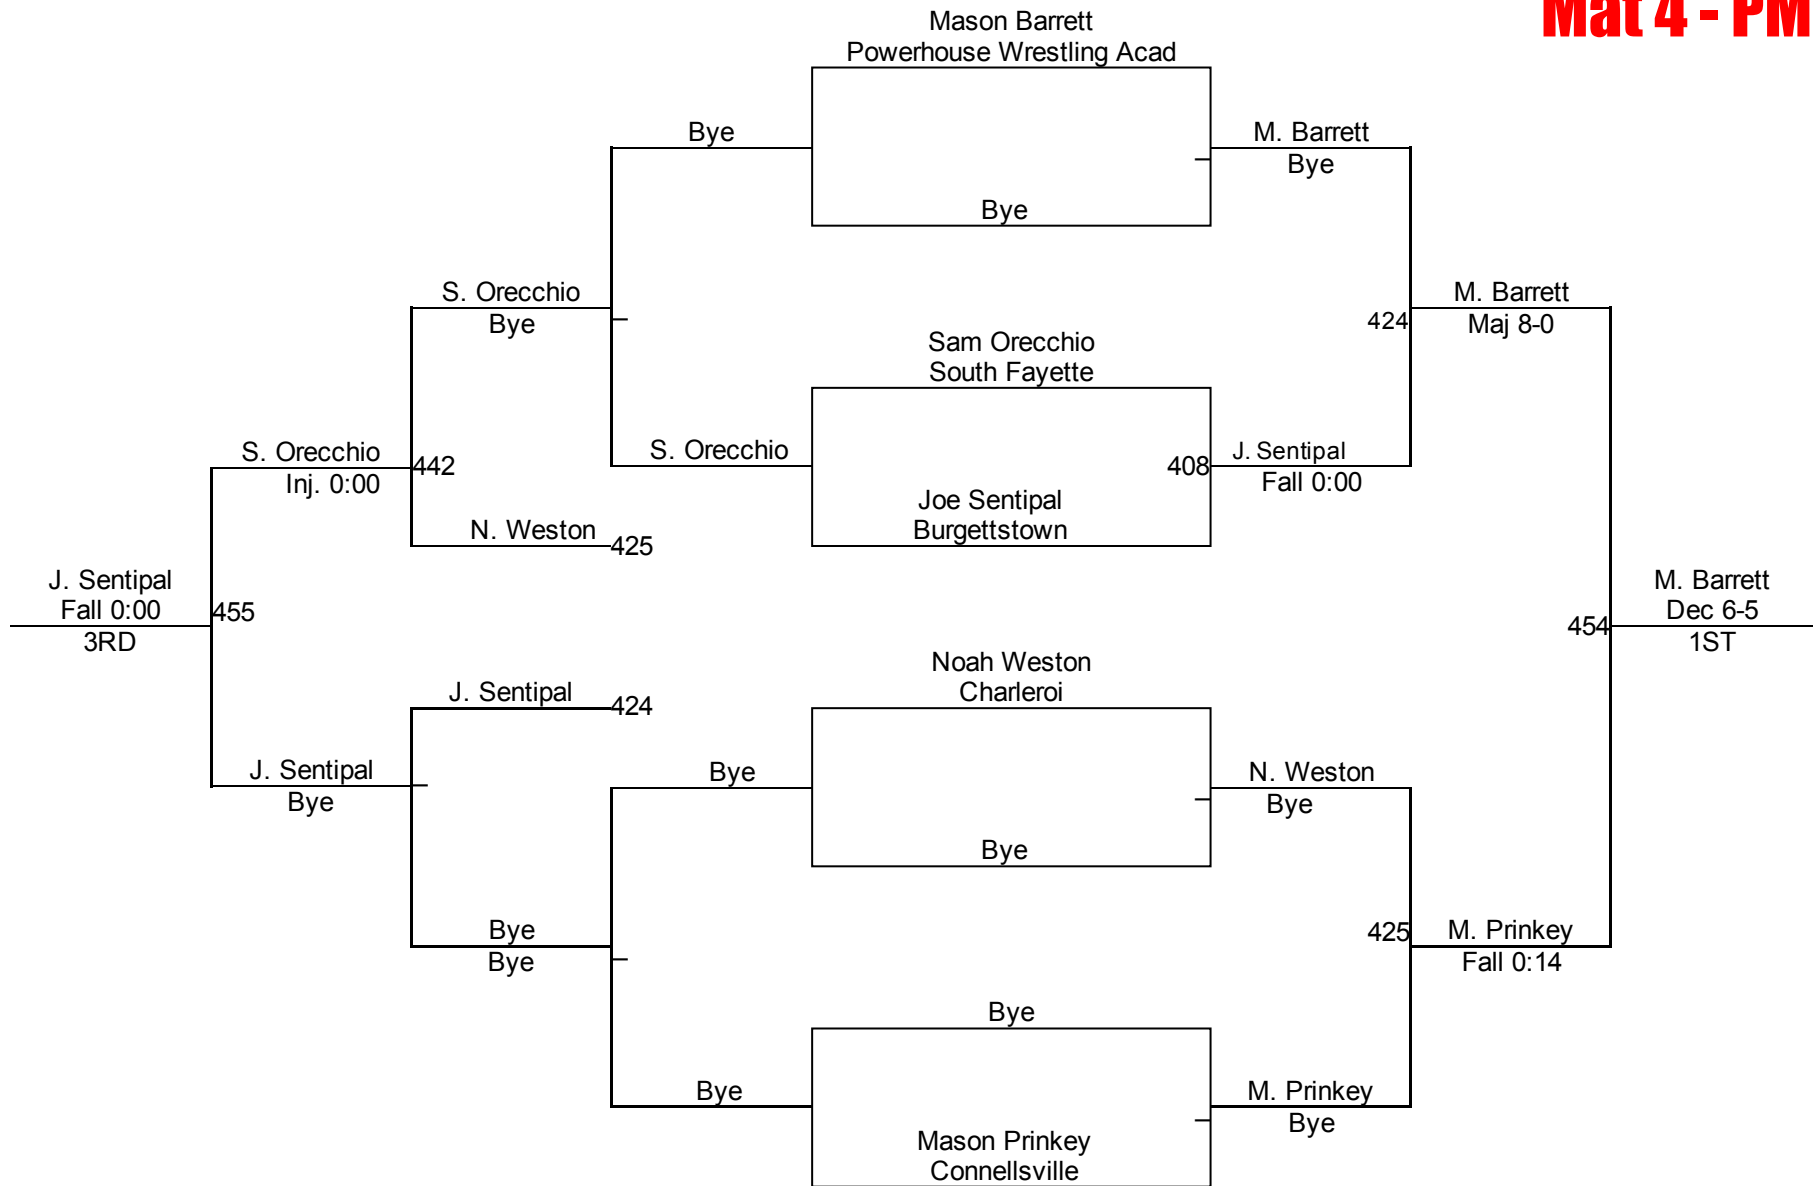 Mat 4 - PM
Mason Barrett
Powerhouse Wrestling Acad
Bye
M. Barrett
Bye
Bye
S. Orecchio
Bye
M. Barrett
Maj 8-0
424
Sam Orecchio
South Fayette
S. Orecchio
Inj. 0:00
442
S. Orecchio
408
J. Sentipal
Fall 0:00
Joe Sentipal
Burgettstown
N. Weston
425
J. Sentipal
Fall 0:00
3RD
455
M. Barrett
Dec 6-5
1ST
454
Noah Weston
Charleroi
J. Sentipal
424
J. Sentipal
Bye
Bye
N. Weston
Bye
Bye
Bye
Bye
425
M. Prinkey
Fall 0:14
Bye
Bye
M. Prinkey
Bye
Mason Prinkey
Connellsville